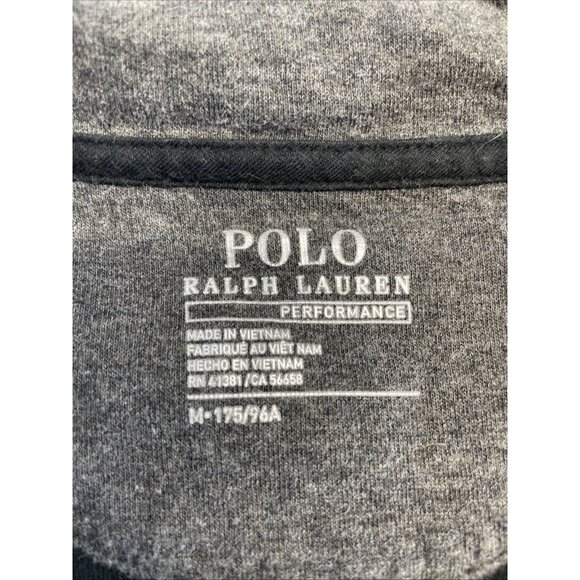 POLO
RALPH LAUREN
PERFORMANCE
MADE IN VIETNAM
FABRIQUÉ AU VIÊT NAM
HECHO EN VIETNAM
RN 41381/CA 56658
M•175/96A